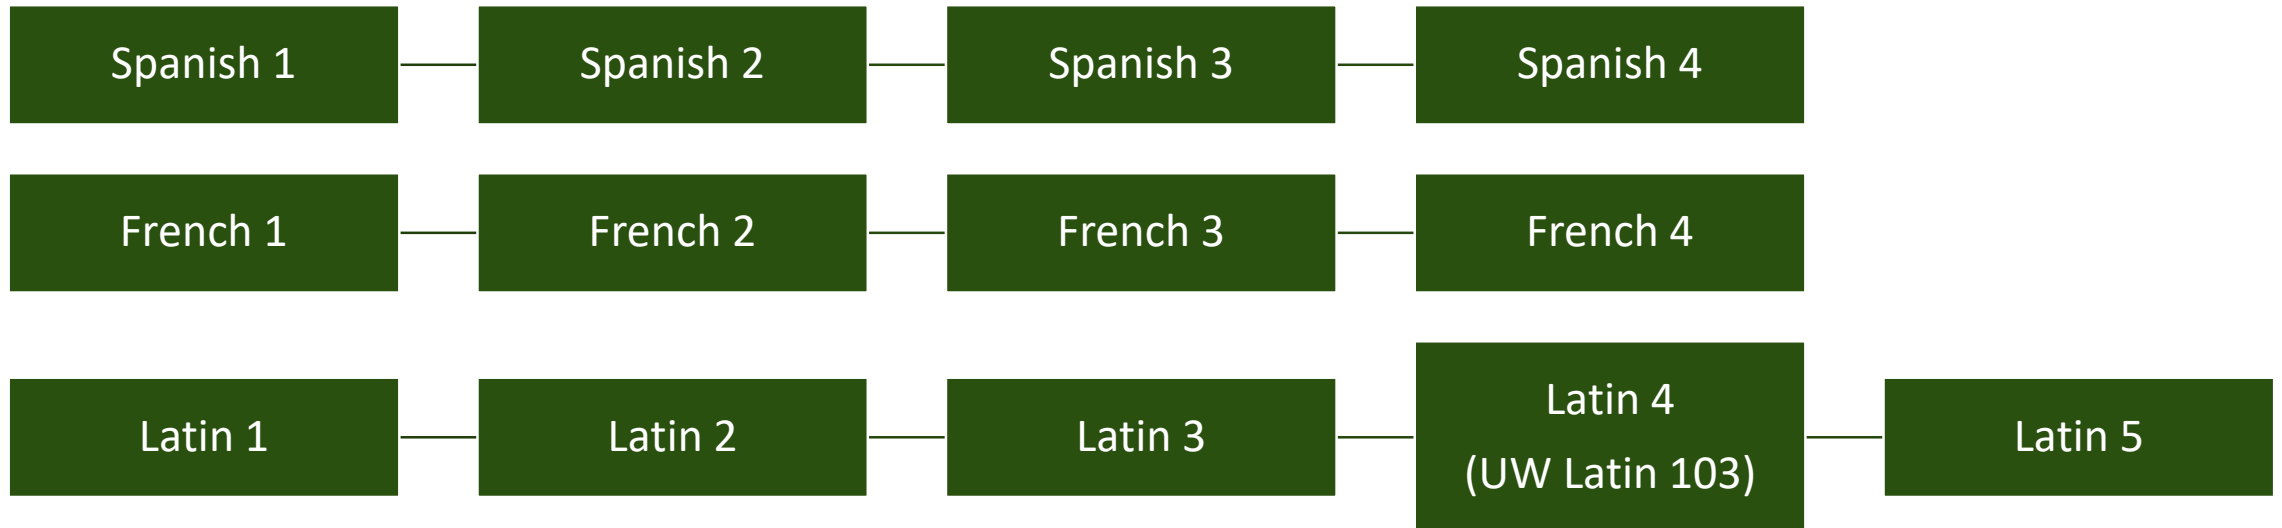 Spanish 1
Spanish 2
Spanish 3
Spanish 4
French 1
French 2
French 3
French 4
Latin 1
Latin 2
Latin 3
Latin 4
(UW Latin 103)
Latin 5